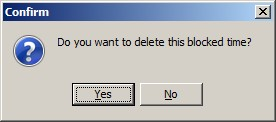 Confirm
Do you want to delete this blocked time?
Yes No